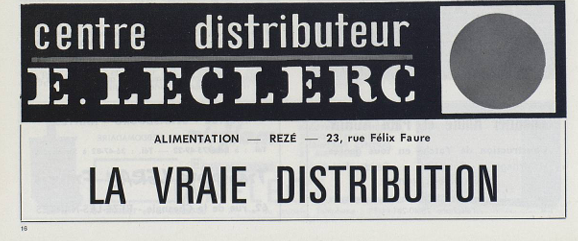 centre distributeur
E. LECLERC
ALIMENTATION — REZÉ — 23, rue Félix Faure
LA VRAIE DISTRIBUTION
16